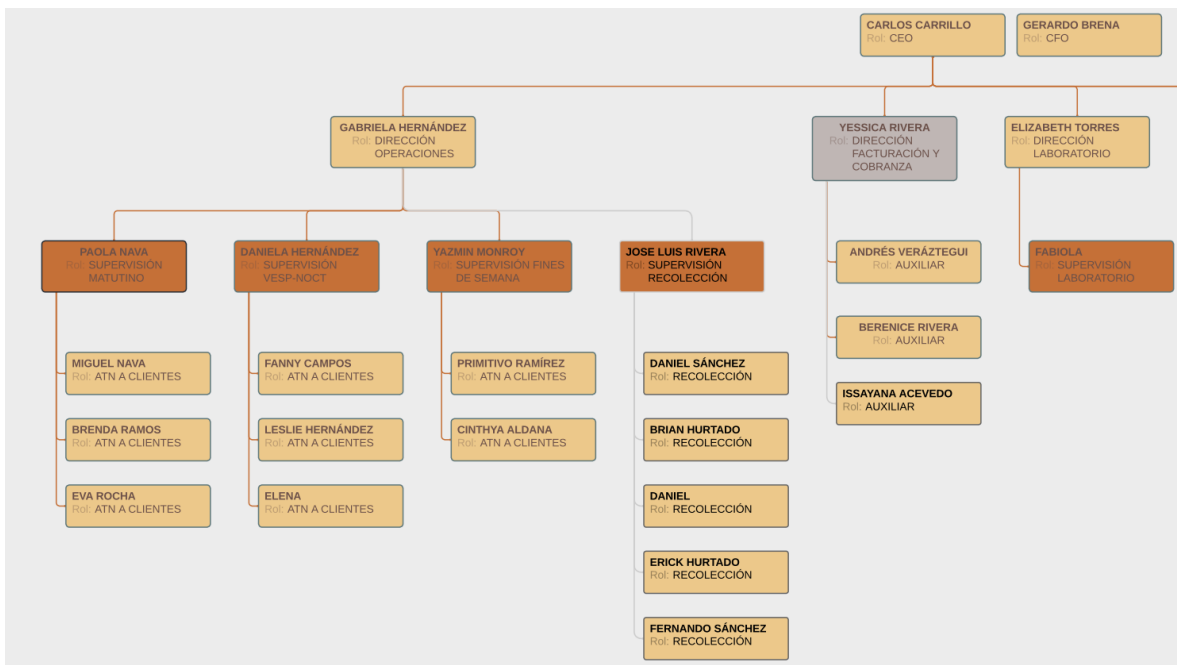 CARLOS CARRILLO
Rol: CEO
GERARDO BRENA
Rol: CFO
GABRIELA HERNÁNDEZ
Rol: DIRECCIÓN
OPERACIONES
YESSICA RIVERA
Rol: DIRECCIÓN
FACTURACIÓN Y
COBRANZA
ELIZABETH TORRES
Rol: DIRECCIÓN
LABORATORIO
PAOLA NAVA
Rol: SUPERVISIÓN
MATUTINO
DANIELA HERNÁNDEZ
Rol: SUPERVISIÓN
VESP-NOCT
YAZMIN MONROY
Rol: SUPERVISIÓN FINES
DE SEMANA
JOSE LUIS RIVERA
Rol: SUPERVISIÓN
RECOLECCIÓN
ANDRÉS VERÁZTEGUI
Rol: AUXILIAR
FABIOLA
Rol: SUPERVISIÓN
LABORATORIO
BERENICE RIVERA
Rol: AUXILIAR
ISSAYANA ACEVEDO
Rol: AUXILIAR
MIGUEL NAVA
Rol: ATN A CLIENTES
FANNY CAMPOS
Rol: ATN A CLIENTES
PRIMITIVO RAMÍREZ
Rol: ATN A CLIENTES
DANIEL SÁNCHEZ
Rol: RECOLECCIÓN
BRENDA RAMOS
Rol: ATN A CLIENTES
LESLIE HERNÁNDEZ
Rol: ATN A CLIENTES
CINTHYA ALDANA
Rol: ATN A CLIENTES
BRIAN HURTADO
Rol: RECOLECCIÓN
EVA ROCHA
Rol: ATN A CLIENTES
ELENA
Rol: ATN A CLIENTES
DANIEL
Rol: RECOLECCIÓN
ERICK HURTADO
Rol: RECOLECCIÓN
FERNANDO SÁNCHEZ
Rol: RECOLECCIÓN